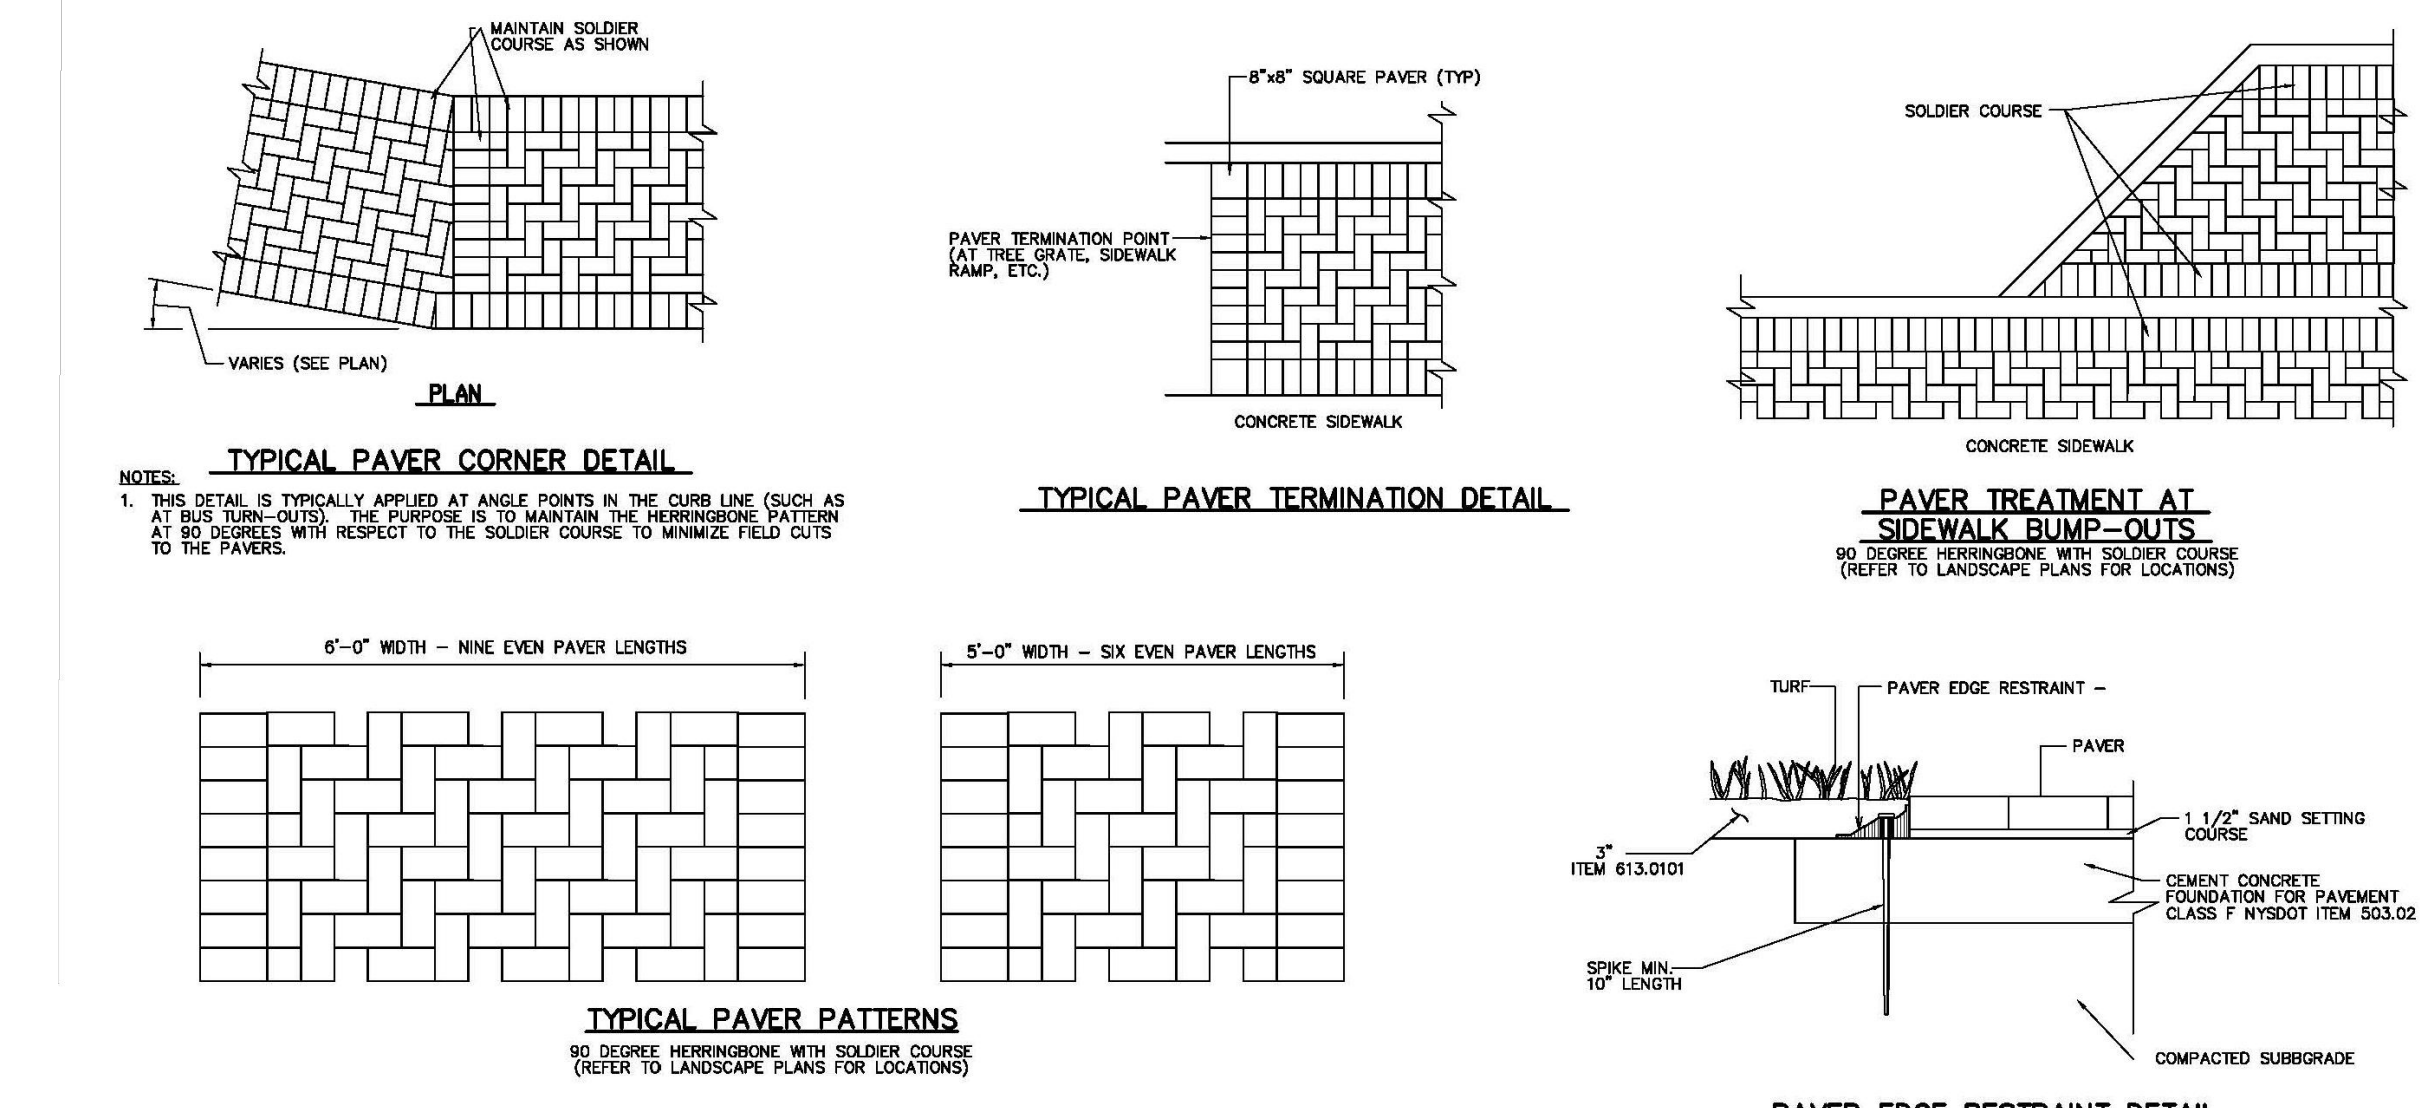 MAINTAIN SOLDIER
COURSE AS SHOWN
VARIES (SEE PLAN)
PLAN
TYPICAL PAVER CORNER DETAIL
NOTES:
1. THIS DETAIL IS TYPICALLY APPLIED AT ANGLE POINTS IN THE CURB LINE (SUCH AS
AT BUS TURN-OUTS). THE PURPOSE IS TO MAINTAIN THE HERRINGBONE PATTERN
AT 90 DEGREES WITH RESPECT TO THE SOLDIER COURSE TO MINIMIZE FIELD CUTS
TO THE PAVERS.
8"x8" SQUARE PAVER (TYP)
PAVER TERMINATION POINT
(AT TREE GRATE, SIDEWALK
RAMP, ETC.)
CONCRETE SIDEWALK
TYPICAL PAVER TERMINATION DETAIL
SOLDIER COURSE
CONCRETE SIDEWALK
PAVER TREATMENT AT
SIDEWALK BUMP-OUTS
90 DEGREE HERRINGBONE WITH SOLDIER COURSE
(REFER TO LANDSCAPE PLANS FOR LOCATIONS)
6'-0" WIDTH - NINE EVEN PAVER LENGTHS
5'-0" WIDTH - SIX EVEN PAVER LENGTHS
TYPICAL PAVER PATTERNS
90 DEGREE HERRINGBONE WITH SOLDIER COURSE
(REFER TO LANDSCAPE PLANS FOR LOCATIONS)
TURF
PAVER EDGE RESTRAINT -
PAVER
1 1/2" SAND SETTING
COURSE
3"
ITEM 613.0101
CEMENT CONCRETE
FOUNDATION FOR PAVEMENT
CLASS F NYSDOT ITEM 503.02
SPIKE MIN.
10" LENGTH
COMPACTED SUBBGRADE
PAVER EDGE RESTRAINT DETAIL